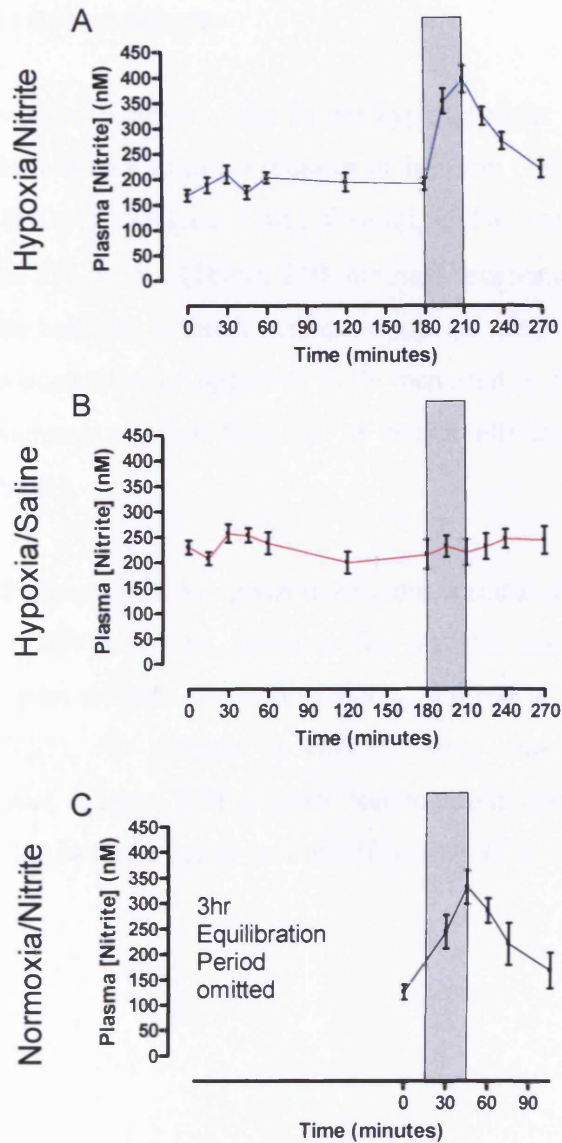 A
Hypoxia/Nitrite
Plasma [Nitrite] (nM)
450
400
350
300
250
200
150
100
50
0
0 30 60 90 120 150 180 210 240 270
Time (minutes)
B
Hypoxia/Saline
Plasma [Nitrite] (nM)
450
400
350
300
250
200
150
100
50
0
0 30 60 90 120 150 180 210 240 270
Time (minutes)
C
Normoxia/Nitrite
Plasma [Nitrite] (nM)
450
400
350
300
250
200
150
100
50
0
3hr
Equilibration
Period
omitted
0 30 60 90
Time (minutes)